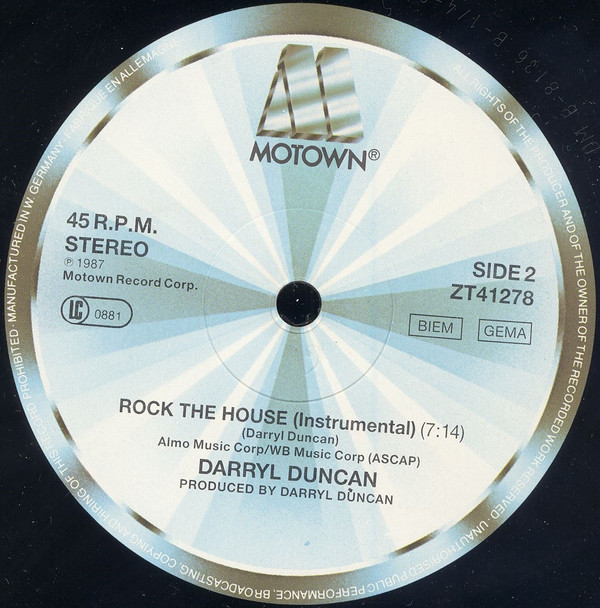 MOTOWN®
45 R.P.M.
STEREO
℗ 1987
Motown Record Corp.
LC 0881
SIDE 2
ZT41278
BIEM GEMA
ROCK THE HOUSE (Instrumental) (7:14)
(Darryl Duncan)
Almo Music Corp/WB Music Corp (ASCAP)
DARRYL DUNCAN
PRODUCED BY DARRYL DUNCAN
ALL RIGHTS OF THE PRODUCER AND OF THE OWNER OF THE RECORDED WORK RESERVED · UNAUTHORISED PUBLIC PERFORMANCE, BROADCASTING, COPYING AND HIRING OF THIS RECORD PROHIBITED · MANUFACTURED IN W. GERMANY · EN ALLEMAGNE